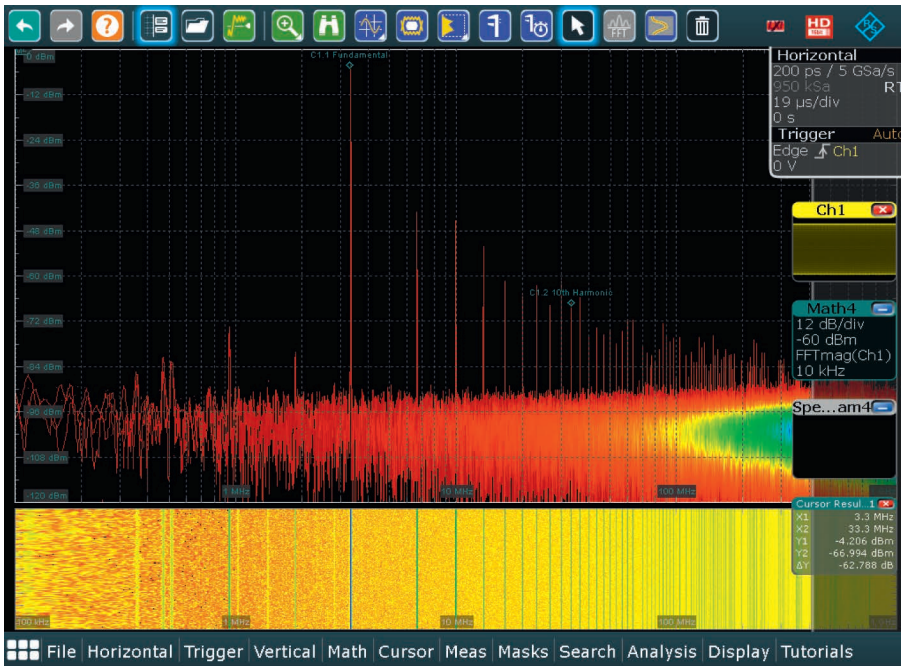 ?
FFT
HD
16Bit
R&S
Horizontal
200 ps / 5 GSa/s
950 kSa RT
19 µs/div
0 s
Trigger Auto
Edge Ch1
0 V
0 dBm
-12 dBm
-24 dBm
-36 dBm
-48 dBm
-60 dBm
-72 dBm
-84 dBm
-96 dBm
-108 dBm
-120 dBm
C1.1 Fundamental
C1.2 10th Harmonic
1 MHz
10 MHz
100 MHz
Ch1
Math4
12 dB/div
-60 dBm
FFTmag(Ch1)
10 kHz
Spe...am4
Cursor Resul...1
X1 3.3 MHz
X2 33.3 MHz
Y1 -4.206 dBm
Y2 -66.994 dBm
ΔY -62.788 dB
100 kHz
1 MHz
10 MHz
100 MHz
File
Horizontal
Trigger
Vertical
Math
Cursor
Meas
Masks
Search
Analysis
Display
Tutorials